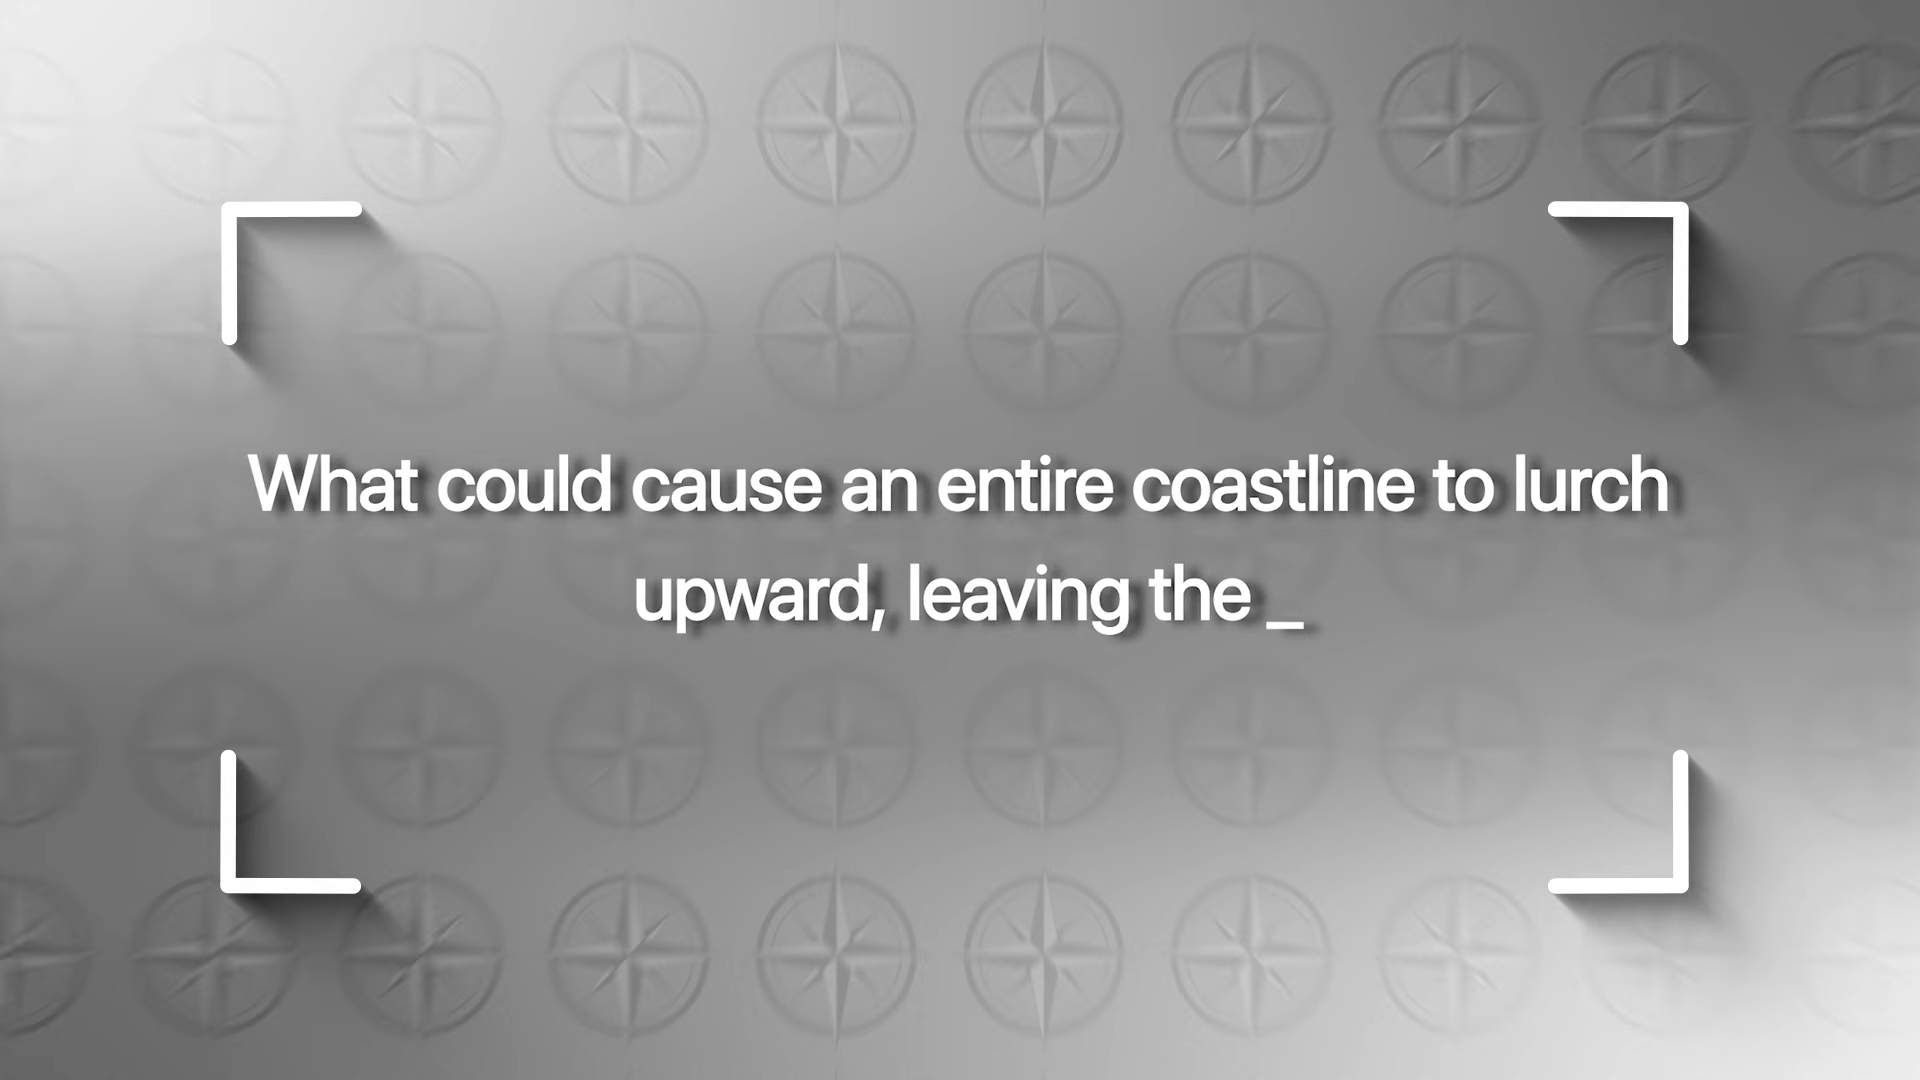 What could cause an entire coastline to lurch
upward, leaving the _